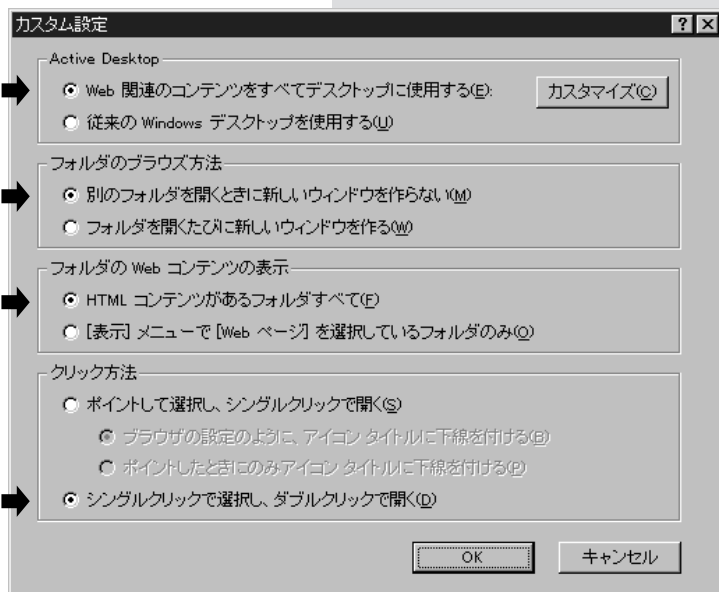 カスタム設定
Active Desktop
Web 関連のコンテンツをすべてデスクトップに使用する(E):
カスタマイズ(C)
従来の Windows デスクトップを使用する(U)
フォルダのブラウズ方法
別のフォルダを開くときに新しいウィンドウを作らない(M)
フォルダを開くたびに新しいウィンドウを作る(W)
フォルダの Web コンテンツの表示
HTML コンテンツがあるフォルダすべて(F)
[表示] メニューで [Web ページ] を選択しているフォルダのみ(O)
クリック方法
ポイントして選択し、シングルクリックで開く(S)
ブラウザの設定のように、アイコン タイトルに下線を付ける(B)
ポイントしたときにのみアイコン タイトルに下線を付ける(P)
シングルクリックで選択し、ダブルクリックで開く(D)
OK
キャンセル